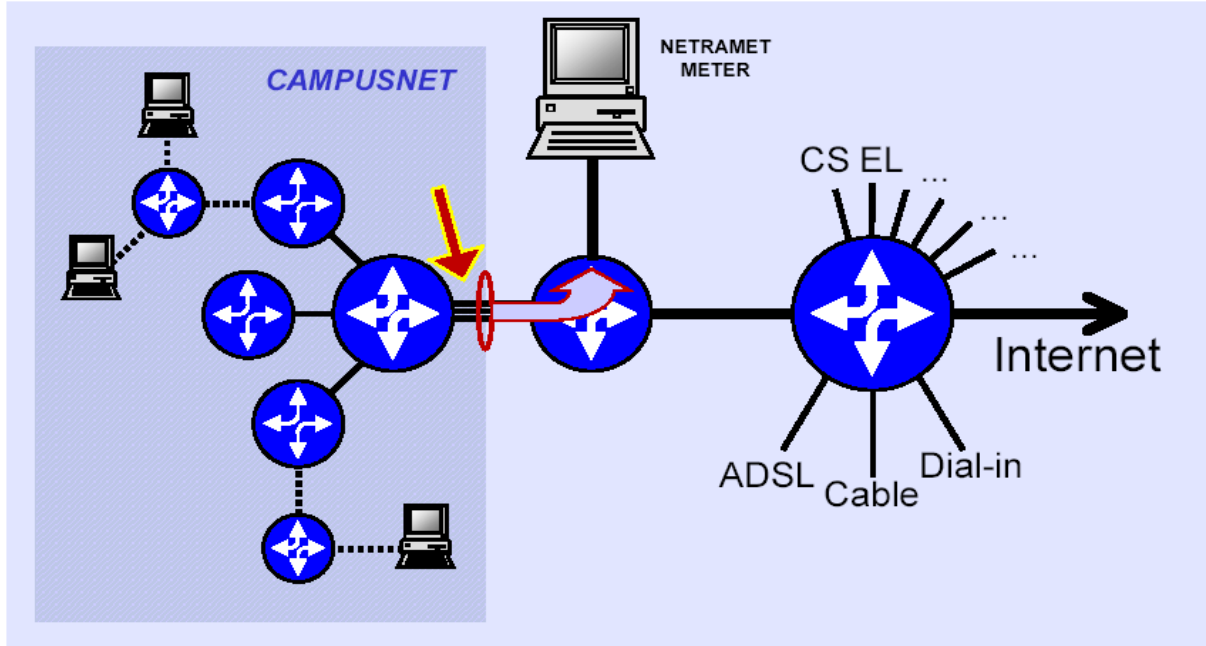 CAMPUSNET
NETRAMET
METER
CS EL ...
...
...
Internet
ADSL
Cable
Dial-in